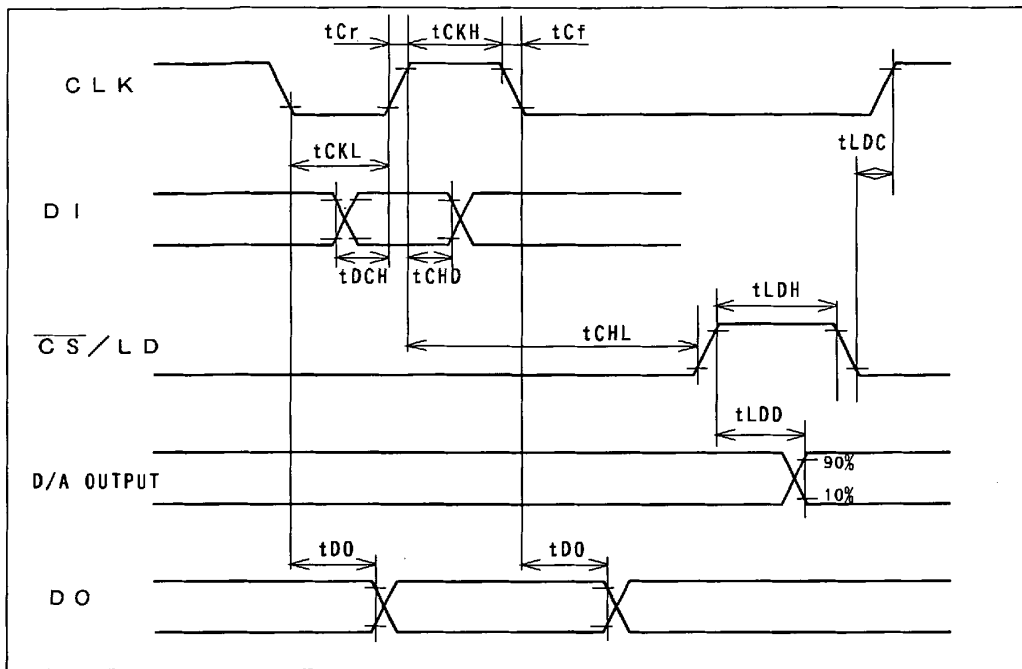 tCr tCKH tCf
CLK
tLDC
tCKL
DI
tDCH tCHD
tLDH
tCHL
CS/LD
tLDD
90%
D/A OUTPUT
10%
tDO tDO
DO